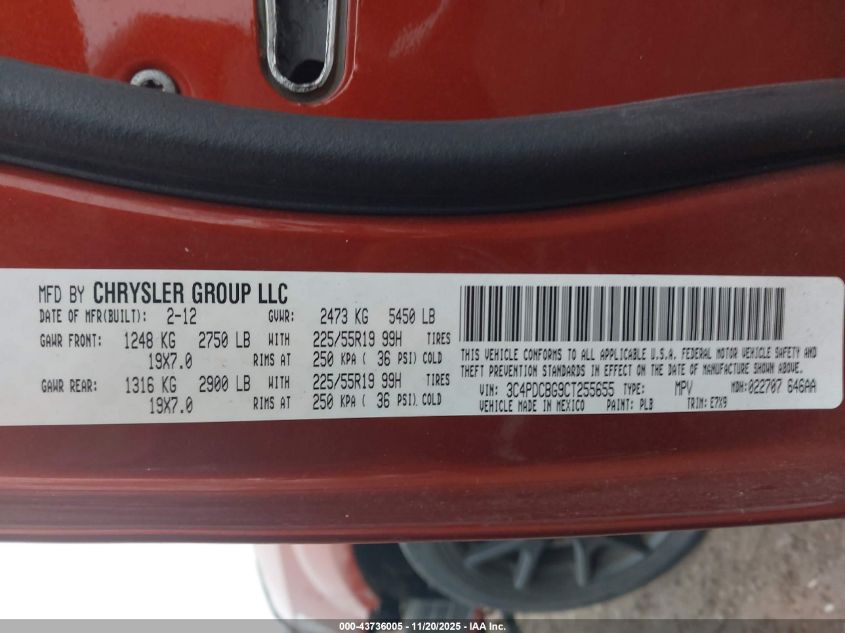 MFD BY CHRYSLER GROUP LLC
DATE OF MFR(BUILT): 2-12 GVWR: 2473 KG 5450 LB
GAWR FRONT: 1248 KG 2750 LB WITH 225/55R19 99H TIRES
19X7.0 RIMS AT 250 KPA ( 36 PSI) COLD
GAWR REAR: 1316 KG 2900 LB WITH 225/55R19 99H TIRES
19X7.0 RIMS AT 250 KPA ( 36 PSI) COLD
THIS VEHICLE CONFORMS TO ALL APPLICABLE U.S.A. FEDERAL MOTOR VEHICLE SAFETY AND
THEFT PREVENTION STANDARDS IN EFFECT ON THE DATE OF MANUFACTURE SHOWN ABOVE.
VIN: 3C4PDCBG9CT255655 TYPE: MPV MDH:022707 646AA
VEHICLE MADE IN MEXICO PAINT: PLB TRIM: E7X9
000-43736005 - 11/20/2025 - IAA Inc.